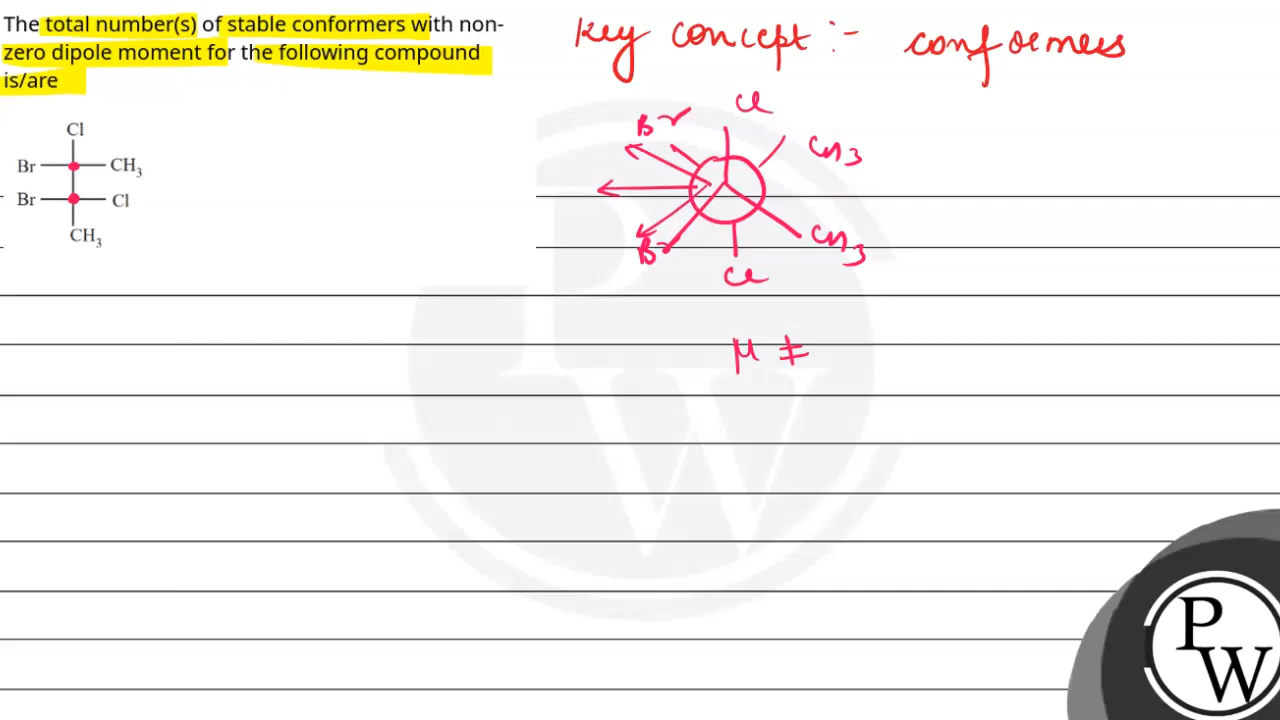 The total number(s) of stable conformers with non-
zero dipole moment for the following compound
is/are
Key concept :- conformers
Cl
Br CH3
Br Cl
CH3
Cl
Br CH3
Br CH3
Cl
μ ≠
PW